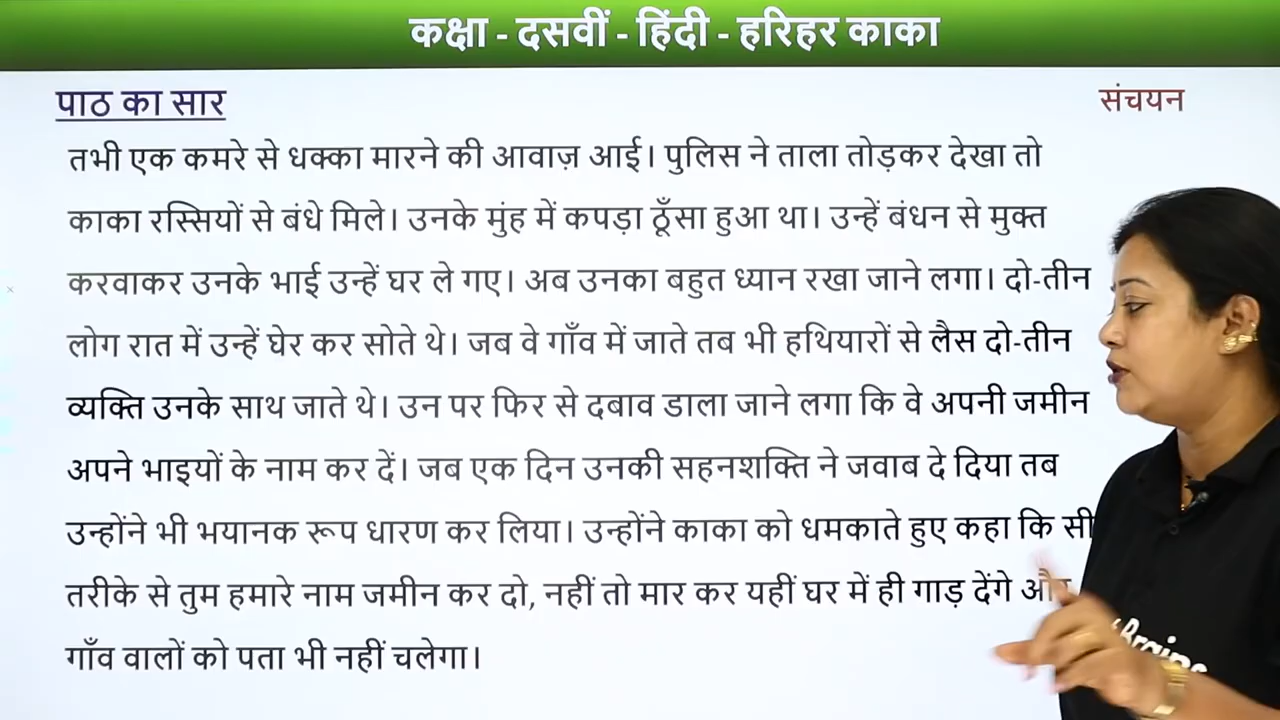 कक्षा - दसवीं - हिंदी - हरिहर काका
पाठ का सार
संचयन
तभी एक कमरे से धक्का मारने की आवाज़ आई। पुलिस ने ताला तोड़कर देखा तो
काका रस्सियों से बंधे मिले। उनके मुंह में कपड़ा ठूँसा हुआ था। उन्हें बंधन से मुक्त
करवाकर उनके भाई उन्हें घर ले गए। अब उनका बहुत ध्यान रखा जाने लगा। दो-तीन
लोग रात में उन्हें घेर कर सोते थे। जब वे गाँव में जाते तब भी हथियारों से लैस दो-तीन
व्यक्ति उनके साथ जाते थे। उन पर फिर से दबाव डाला जाने लगा कि वे अपनी जमीन
अपने भाइयों के नाम कर दें। जब एक दिन उनकी सहनशक्ति ने जवाब दे दिया तब
उन्होंने भी भयानक रूप धारण कर लिया। उन्होंने काका को धमकाते हुए कहा कि
तरीके से तुम हमारे नाम जमीन कर दो, नहीं तो मार कर यहीं घर में ही गाड़ देंगे
गाँव वालों को पता भी नहीं चलेगा।
Brains